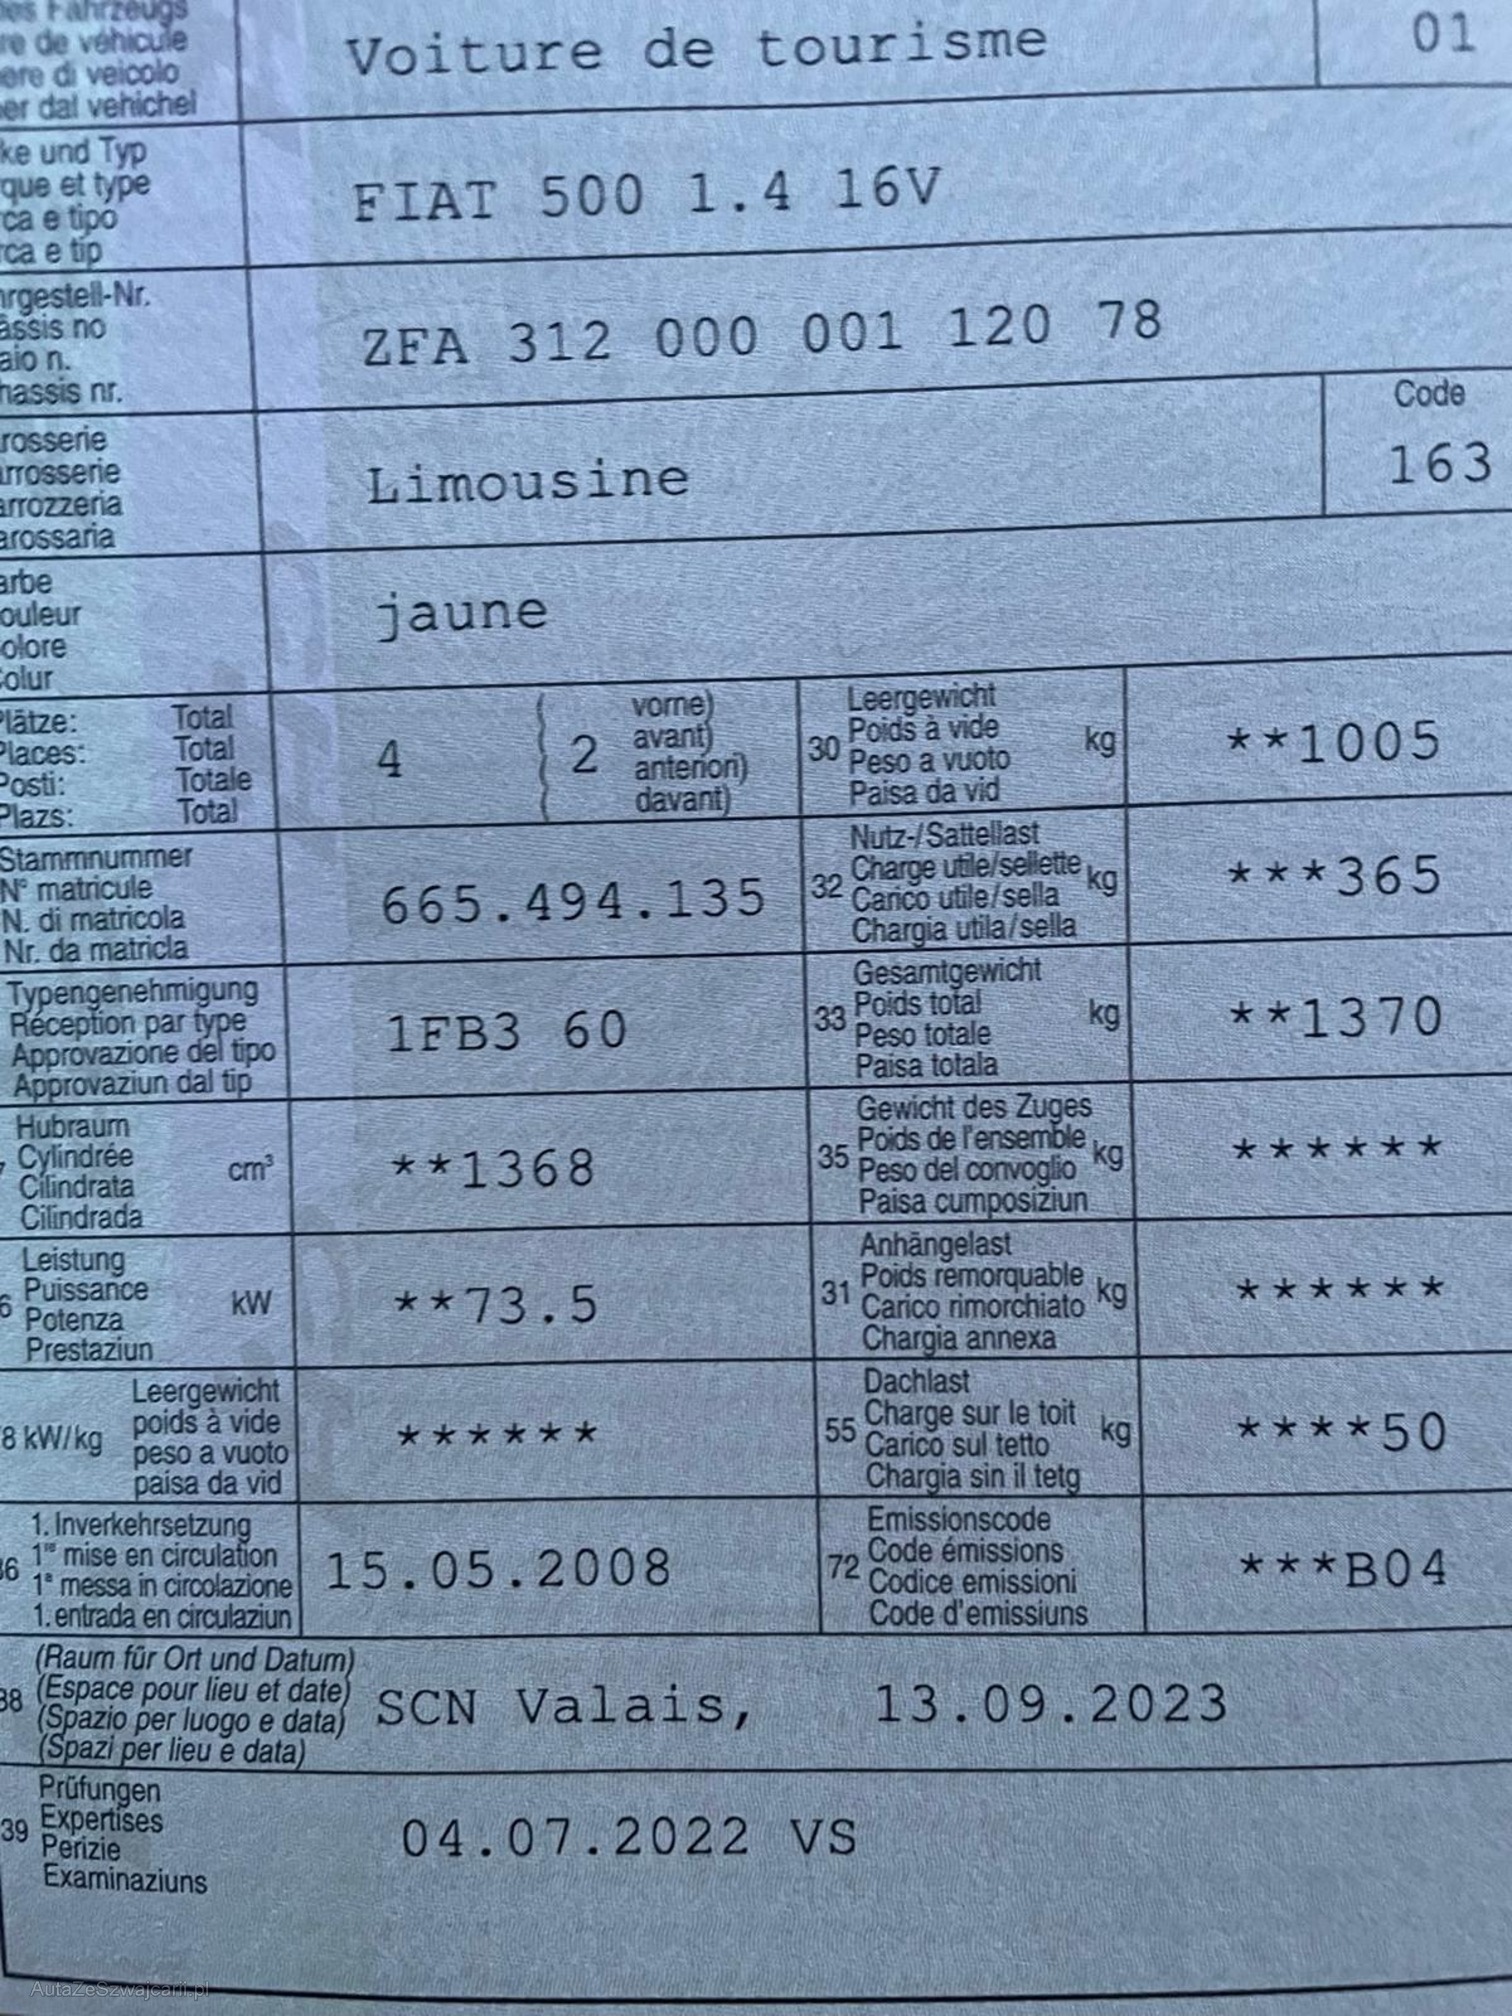 es Fahrzeugs
re de véhicule
ere di veicolo
er dal vehichel
Voiture de tourisme
01
ke und Typ
que et type
rca e tipo
rca e tip
FIAT 500 1.4 16V
rgestell-Nr.
âssis no
aio n.
hassis nr.
ZFA 312 000 001 120 78
rosserie
arrosserie
arrozzeria
arossaria
Limousine
Code
163
arbe
ouleur
olore
Colur
jaune
Plätze: Total
Places: Total
Posti: Totale
Plazs: Total
4
2
vorne)
avant)
anteriori)
davant)
30
Leergewicht
Poids à vide
Peso a vuoto
Paisa da vid
kg
**1005
Stammnummer
N° matricule
N. di matricola
Nr. da matricla
665.494.135
32
Nutz-/Sattellast
Charge utile/sellette
Carico utile/sella
Chargia utila/sella
kg
***365
Typengenehmigung
Réception par type
Approvazione del tipo
Approvaziun dal tip
1FB3 60
33
Gesamtgewicht
Poids total
Peso totale
Paisa totala
kg
**1370
7
Hubraum
Cylindrée
Cilindrata
Cilindrada
cm³
**1368
35
Gewicht des Zuges
Poids de l'ensemble
Peso del convoglio
Paisa cumposiziun
kg
******
6
Leistung
Puissance
Potenza
Prestaziun
kW
**73.5
31
Anhängelast
Poids remorquable
Carico rimorchiato
Chargia annexa
kg
******
8 kW/kg
Leergewicht
poids à vide
peso a vuoto
paisa da vid
******
55
Dachlast
Charge sur le toit
Carico sul tetto
Chargia sin il tetg
kg
****50
36
1. Inverkehrsetzung
1re mise en circulation
1a messa in circolazione
1. entrada en circulaziun
15.05.2008
72
Emissionscode
Code émissions
Codice emissioni
Code d'emissiuns
***B04
38
(Raum für Ort und Datum)
(Espace pour lieu et date)
(Spazio per luogo e data)
(Spazi per lieu e data)
SCN Valais, 13.09.2023
39
Prüfungen
Expertises
Perizie
Examinaziuns
04.07.2022 VS
AutaZeSzwajcarii.pl